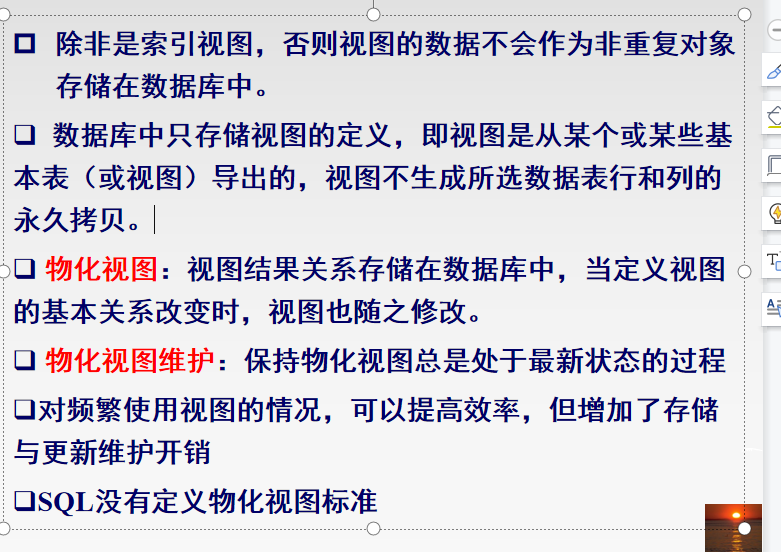 除非是索引视图，否则视图的数据不会作为非重复对象
存储在数据库中。
数据库中只存储视图的定义，即视图是从某个或某些基
本表（或视图）导出的，视图不生成所选数据表行和列的
永久拷贝。
物化视图：视图结果关系存储在数据库中，当定义视图
的基本关系改变时，视图也随之修改。
物化视图维护：保持物化视图总是处于最新状态的过程
对频繁使用视图的情况，可以提高效率，但增加了存储
与更新维护开销
SQL没有定义物化视图标准